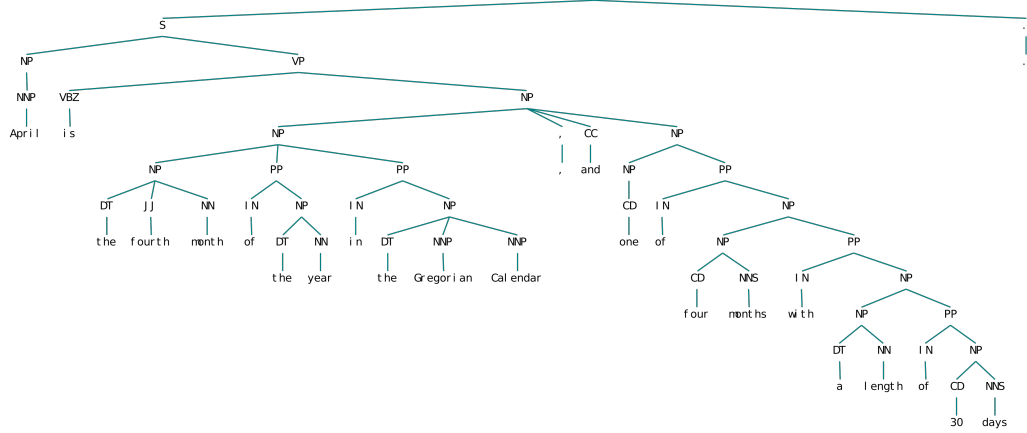 S .
NP VP .
NNP VBZ NP
April is NP , CC NP
NP PP PP , and NP PP
DT JJ NN IN NP IN NP CD IN NP
the fourth month of DT NN in DT NNP NNP one of NP PP
the year the Gregorian Calendar CD NNS IN NP
four months with NP PP
DT NN IN NP
a length of CD NNS
30 days